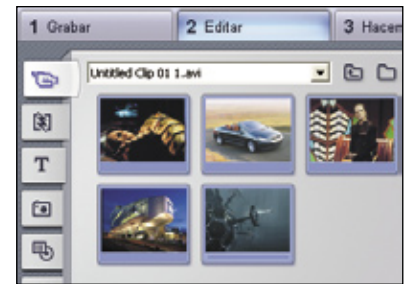 1 Grabar
2 Editar
3 Hacer
Untitled Clip 01 1.avi
T